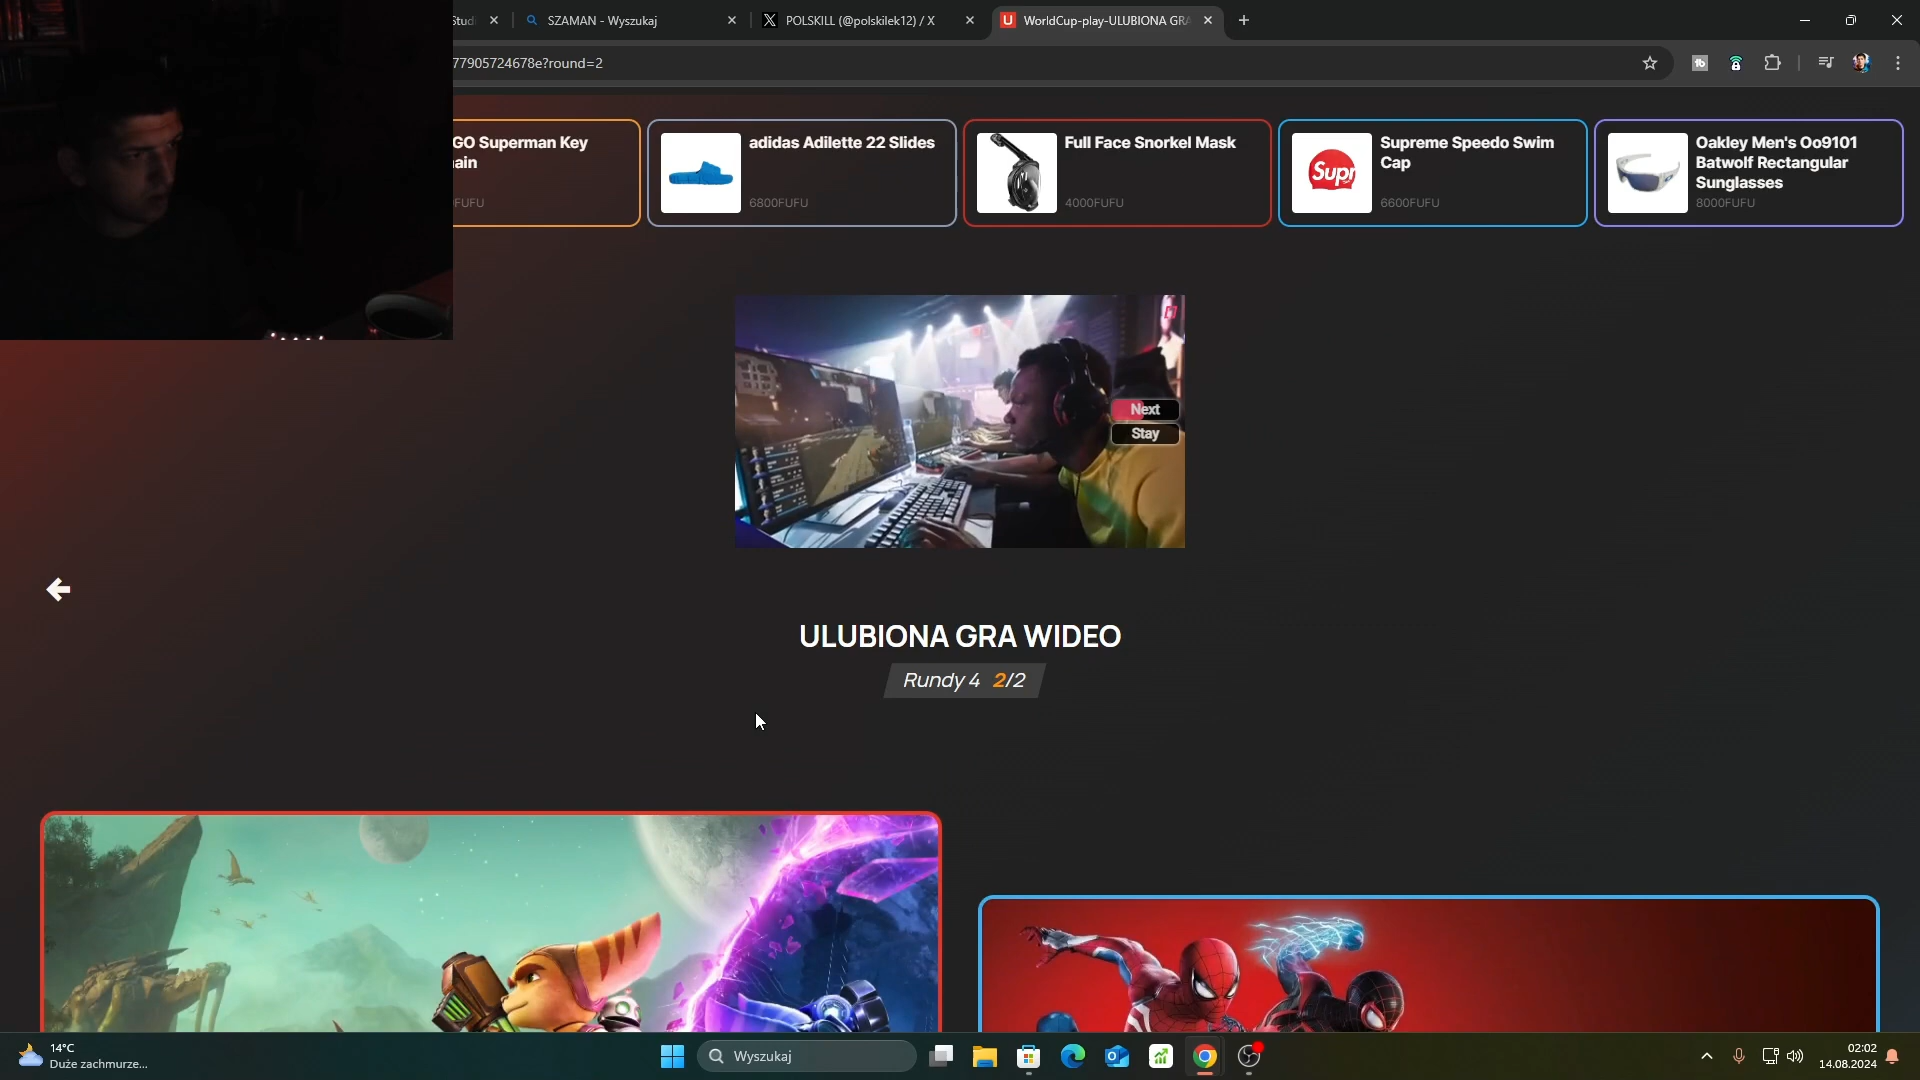 Stud
SZAMAN - Wyszukaj
POLSKILL (@polskilek12) / X
U WorldCup-play-ULUBIONA GRA
77905724678e?round=2
GO Superman Key
ain
FUFU
adidas Adilette 22 Slides
6800FUFU
Full Face Snorkel Mask
4000FUFU
Supr
Supreme Speedo Swim
Cap
6600FUFU
Oakley Men's Oo9101
Batwolf Rectangular
Sunglasses
8000FUFU
Next
Stay
ULUBIONA GRA WIDEO
Rundy 4 2/2
14°C
Duże zachmurze...
Wyszukaj
02:02
14.08.2024